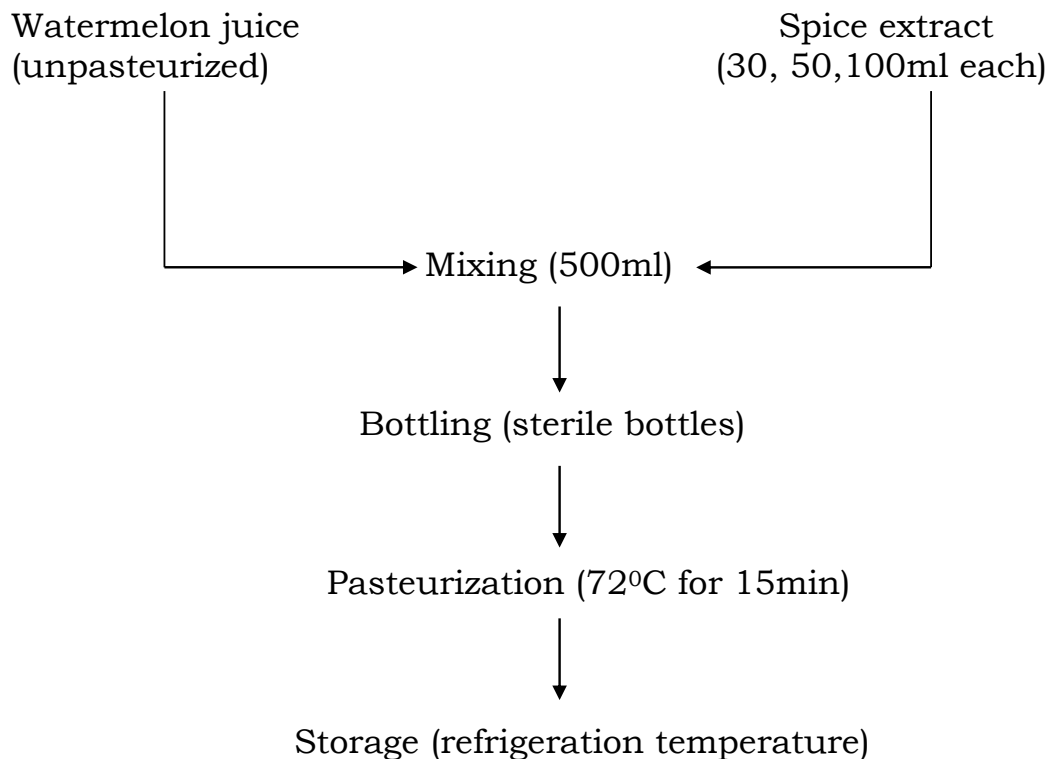 Watermelon juice
(unpasteurized)
Spice extract
(30, 50,100ml each)
Mixing (500ml)
Bottling (sterile bottles)
Pasteurization (72⁰C for 15min)
Storage (refrigeration temperature)